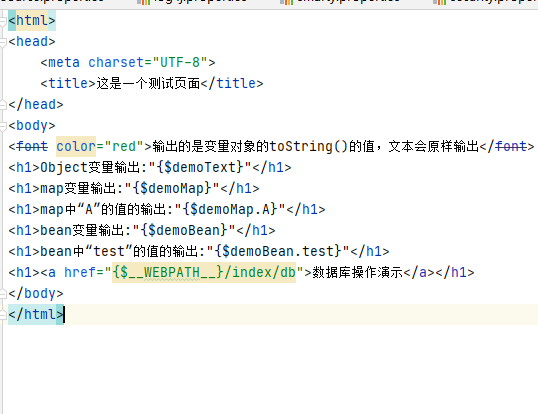 <html>
<head>
    <meta charset="UTF-8">
    <title>这是一个测试页面</title>
</head>
<body>
<font color="red">输出的是变量对象的toString()的值，文本会原样输出</font>
<h1>Object变量输出:"{$demoText}"</h1>
<h1>map变量输出:"{$demoMap}"</h1>
<h1>map中“A”的值的输出:"{$demoMap.A}"</h1>
<h1>bean变量输出:"{$demoBean}"</h1>
<h1>bean中“test”的值的输出:"{$demoBean.test}"</h1>
<h1><a href="{$__WEBPATH__}/index/db">数据库操作演示</a></h1>
</body>
</html>